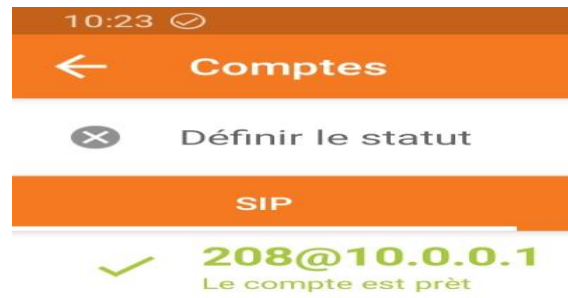 10:23
Comptes
Définir le statut
SIP
208@10.0.0.1
Le compte est prèt